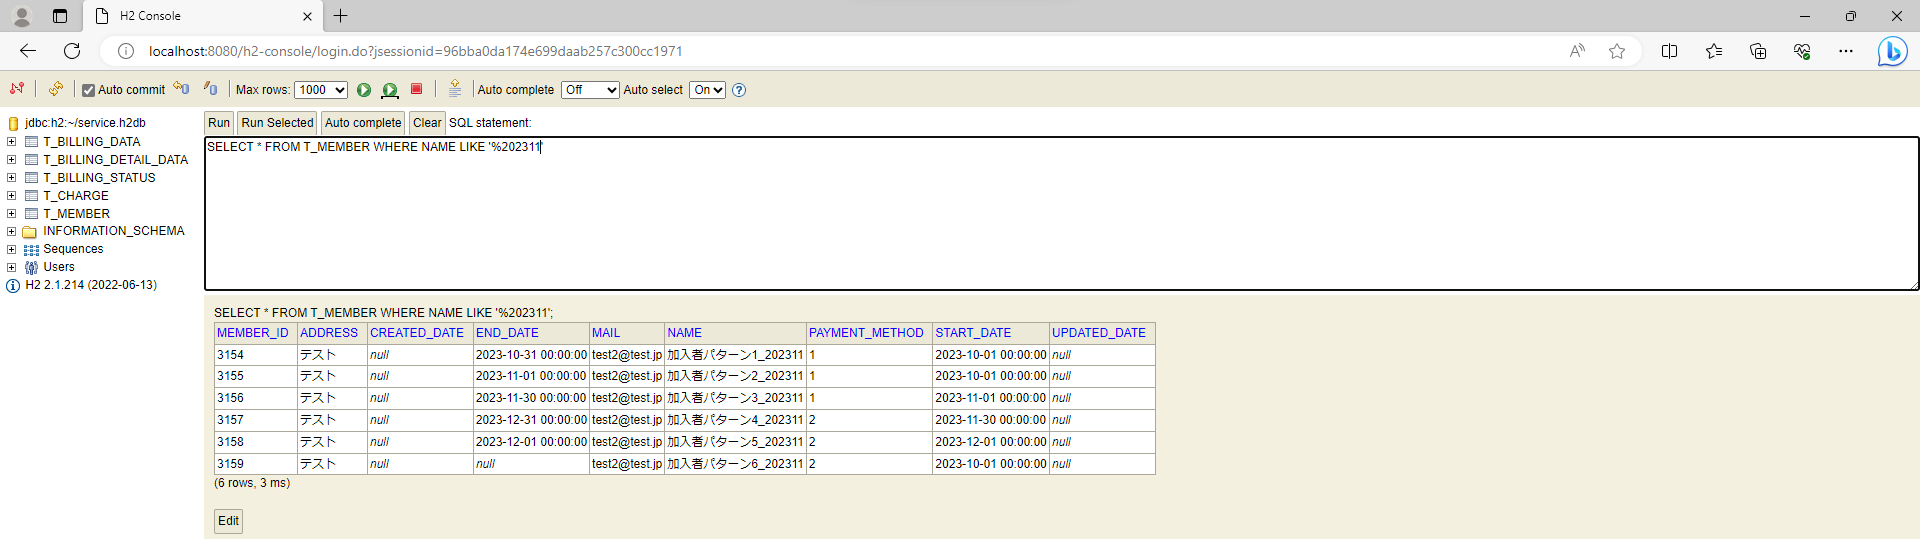 H2 Console
localhost:8080/h2-console/login.do?jsessionid=96bba0da174e699daab257c300cc1971
Auto commit Max rows: 1000 Auto complete Off Auto select On
jdbc:h2:~/service.h2db
T_BILLING_DATA
T_BILLING_DETAIL_DATA
T_BILLING_STATUS
T_CHARGE
T_MEMBER
INFORMATION_SCHEMA
Sequences
Users
H2 2.1.214 (2022-06-13)
Run Run Selected Auto complete Clear SQL statement:
SELECT * FROM T_MEMBER WHERE NAME LIKE '%202311'
SELECT * FROM T_MEMBER WHERE NAME LIKE '%202311';
MEMBER_ID ADDRESS CREATED_DATE END_DATE MAIL NAME PAYMENT_METHOD START_DATE UPDATED_DATE
3154 テスト null 2023-10-31 00:00:00 test2@test.jp 加入者パターン1_202311 1 2023-10-01 00:00:00 null
3155 テスト null 2023-11-01 00:00:00 test2@test.jp 加入者パターン2_202311 1 2023-10-01 00:00:00 null
3156 テスト null 2023-11-30 00:00:00 test2@test.jp 加入者パターン3_202311 1 2023-11-01 00:00:00 null
3157 テスト null 2023-12-31 00:00:00 test2@test.jp 加入者パターン4_202311 2 2023-11-30 00:00:00 null
3158 テスト null 2023-12-01 00:00:00 test2@test.jp 加入者パターン5_202311 2 2023-12-01 00:00:00 null
3159 テスト null null test2@test.jp 加入者パターン6_202311 2 2023-10-01 00:00:00 null
(6 rows, 3 ms)
Edit